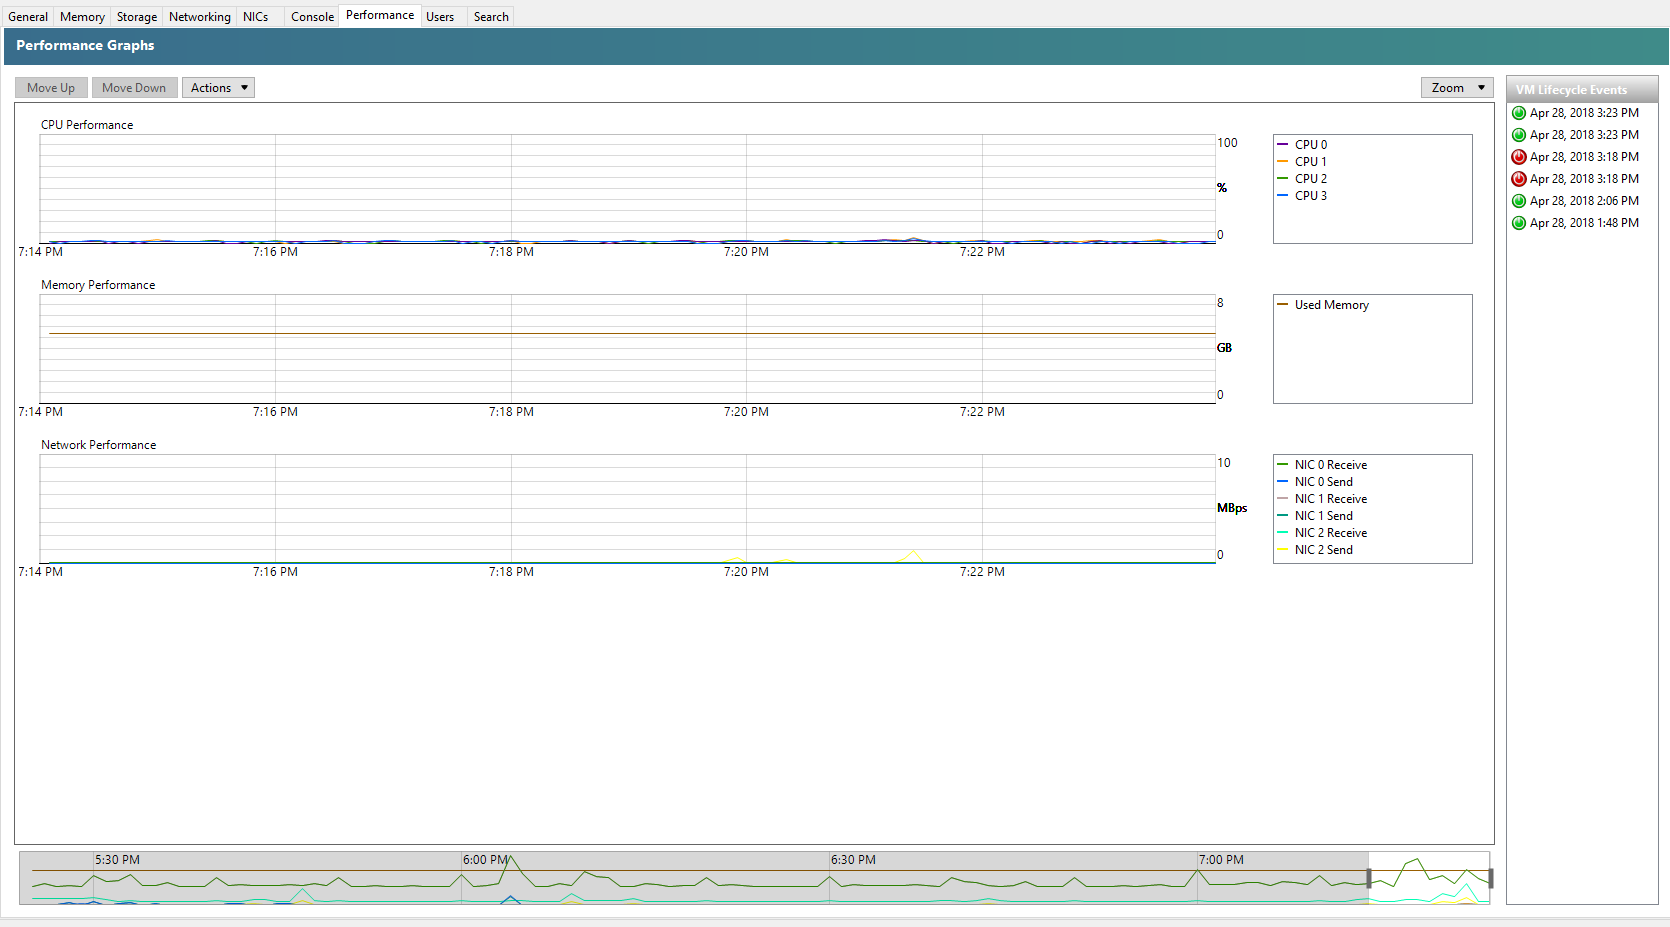 General Memory Storage Networking NICs Console Performance Users Search
Performance Graphs
Move Up Move Down Actions Zoom
CPU Performance
100
%
0
7:14 PM 7:16 PM 7:18 PM 7:20 PM 7:22 PM
CPU 0
CPU 1
CPU 2
CPU 3
Memory Performance
8
GB
0
7:14 PM 7:16 PM 7:18 PM 7:20 PM 7:22 PM
Used Memory
Network Performance
10
MBps
0
7:14 PM 7:16 PM 7:18 PM 7:20 PM 7:22 PM
NIC 0 Receive
NIC 0 Send
NIC 1 Receive
NIC 1 Send
NIC 2 Receive
NIC 2 Send
5:30 PM 6:00 PM 6:30 PM 7:00 PM
VM Lifecycle Events
Apr 28, 2018 3:23 PM
Apr 28, 2018 3:23 PM
Apr 28, 2018 3:18 PM
Apr 28, 2018 3:18 PM
Apr 28, 2018 2:06 PM
Apr 28, 2018 1:48 PM